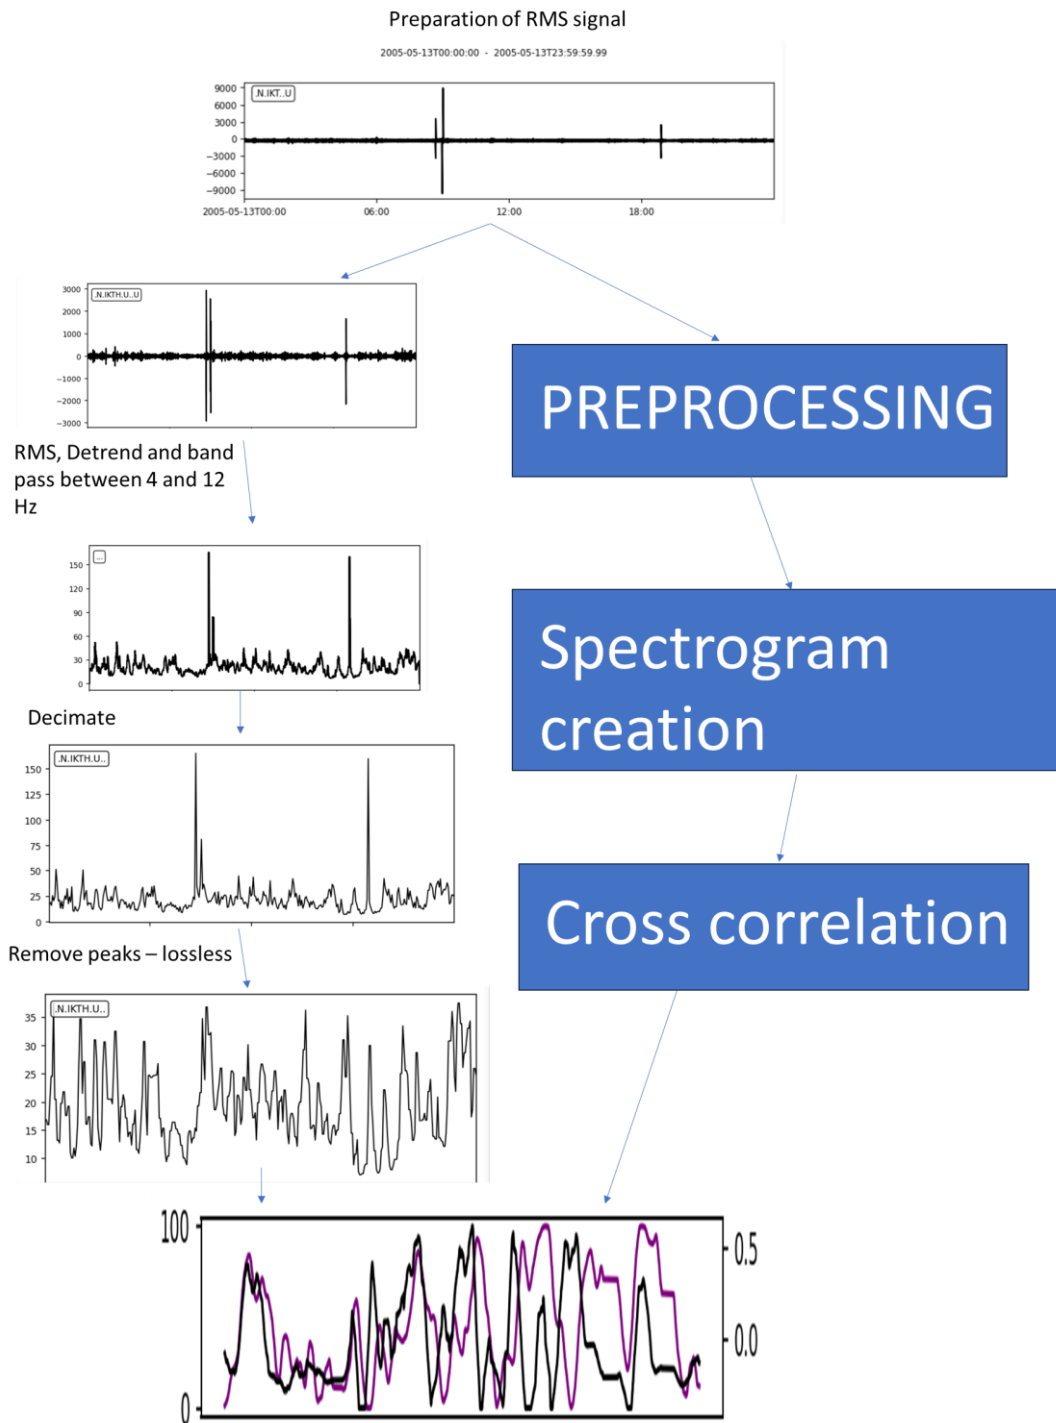 Preparation of RMS signal
2005-05-13T00:00:00 - 2005-05-13T23:59:59.99
.N.IKT..U
9000
6000
3000
0
−3000
−6000
−9000
2005-05-13T00:00 06:00 12:00 18:00
.N.IKTH.U..U
3000
2000
1000
0
−1000
−2000
−3000
PREPROCESSING
RMS, Detrend and band
pass between 4 and 12
Hz
...
150
120
90
60
30
0
Spectrogram
creation
Decimate
.N.IKTH.U..
150
125
100
75
50
25
0
Cross correlation
Remove peaks – lossless
.N.IKTH.U..
35
30
25
20
15
10
100
0
0.5
0.0